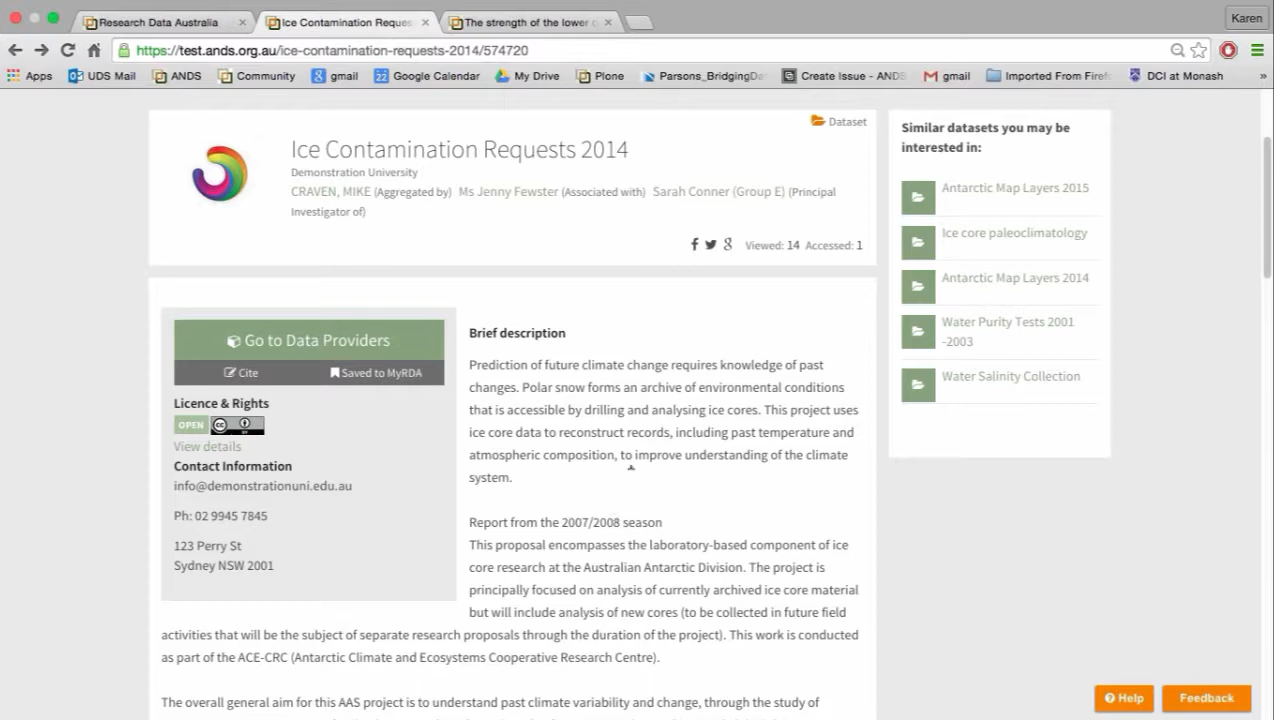 Research Data Australia
Ice Contamination Reques
The strength of the lower
Karen
https://test.ands.org.au/ice-contamination-requests-2014/574720
Apps UDS Mail ANDS Community gmail Google Calendar My Drive Plone Parsons_BridgingDa Create Issue - ANDS gmail Imported From Firef DCI at Monash »
Dataset
Ice Contamination Requests 2014
Demonstration University
CRAVEN, MIKE (Aggregated by) Ms Jenny Fewster (Associated with) Sarah Conner (Group E) (Principal
Investigator of)
Viewed: 14 Accessed: 1
Go to Data Providers
Cite Saved to MyRDA
Licence & Rights
OPEN
View details
Contact Information
info@demonstrationuni.edu.au
Ph: 02 9945 7845
123 Perry St
Sydney NSW 2001
Brief description
Prediction of future climate change requires knowledge of past
changes. Polar snow forms an archive of environmental conditions
that is accessible by drilling and analysing ice cores. This project uses
ice core data to reconstruct records, including past temperature and
atmospheric composition, to improve understanding of the climate
system.
Report from the 2007/2008 season
This proposal encompasses the laboratory-based component of ice
core research at the Australian Antarctic Division. The project is
principally focused on analysis of currently archived ice core material
but will include analysis of new cores (to be collected in future field
activities that will be the subject of separate research proposals through the duration of the project). This work is conducted
as part of the ACE-CRC (Antarctic Climate and Ecosystems Cooperative Research Centre).
The overall general aim for this AAS project is to understand past climate variability and change, through the study of
Similar datasets you may be
interested in:
Antarctic Map Layers 2015
Ice core paleoclimatology
Antarctic Map Layers 2014
Water Purity Tests 2001
-2003
Water Salinity Collection
Help
Feedback